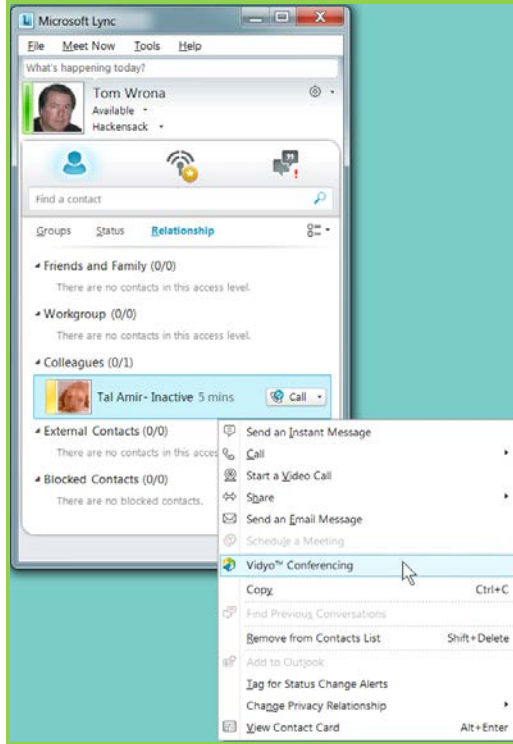 Microsoft Lync
File Meet Now Tools Help
What's happening today?
Tom Wrona
Available
Hackensack
Find a contact
Groups Status Relationship
Friends and Family (0/0)
There are no contacts in this access level.
Workgroup (0/0)
There are no contacts in this access level.
Colleagues (0/1)
Tal Amir- Inactive 5 mins Call
External Contacts (0/0)
There are no contacts in this acces
Blocked Contacts (0/0)
There are no blocked contacts.
Send an Instant Message
Call
Start a Video Call
Share
Send an Email Message
Schedule a Meeting
Vidyo™ Conferencing
Copy Ctrl+C
Find Previous Conversations
Remove from Contacts List Shift+Delete
Add to Outlook
Tag for Status Change Alerts
Change Privacy Relationship
View Contact Card Alt+Enter